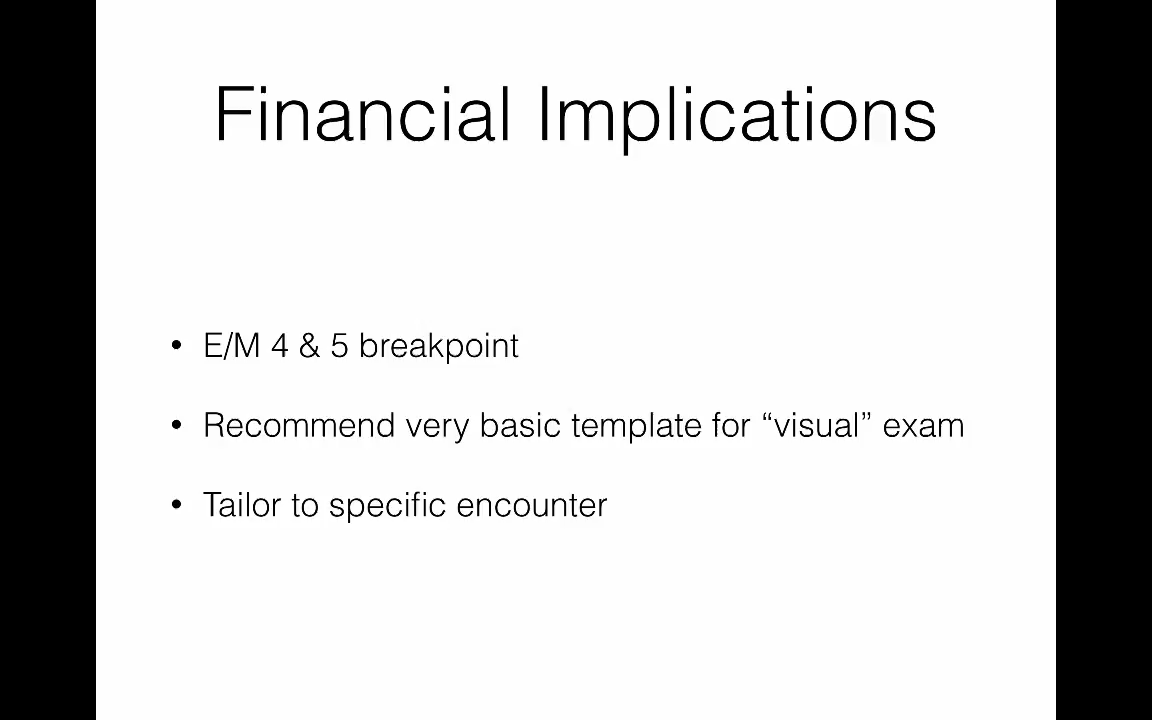 Financial Implications
• E/M 4 & 5 breakpoint
• Recommend very basic template for “visual” exam
• Tailor to specific encounter